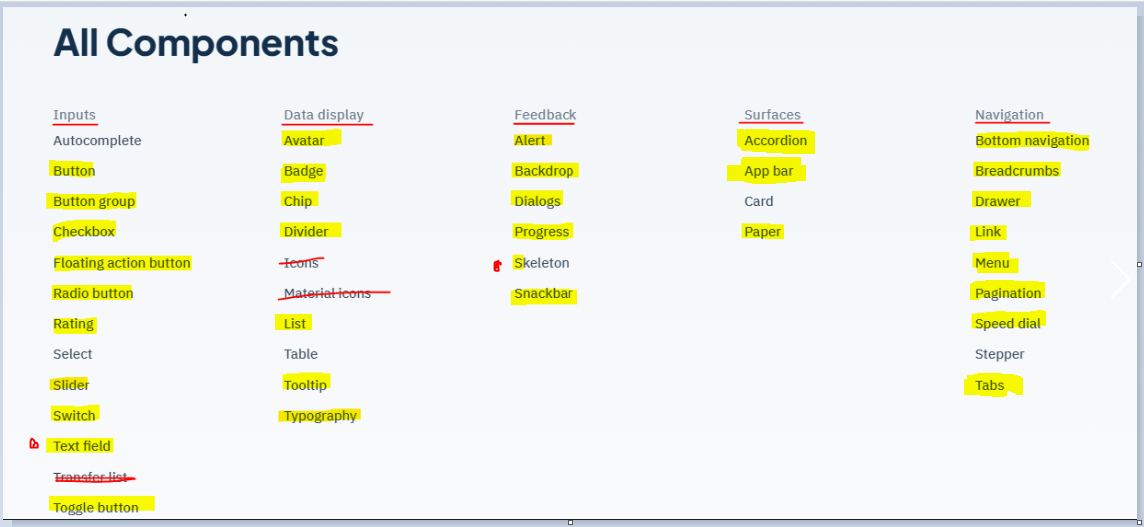 All Components
Inputs
Autocomplete
Button
Button group
Checkbox
Floating action button
Radio button
Rating
Select
Slider
Switch
Text field
Transfer list
Toggle button
Data display
Avatar
Badge
Chip
Divider
Icons
Material icons
List
Table
Tooltip
Typography
Feedback
Alert
Backdrop
Dialogs
Progress
Skeleton
Snackbar
Surfaces
Accordion
App bar
Card
Paper
Navigation
Bottom navigation
Breadcrumbs
Drawer
Link
Menu
Pagination
Speed dial
Stepper
Tabs